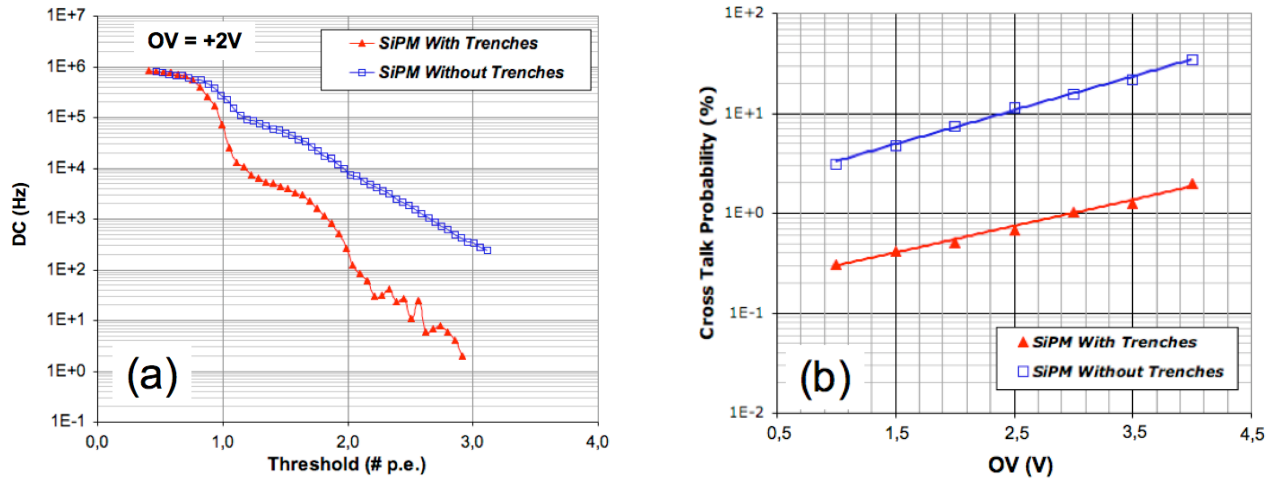 OV = +2V
SiPM With Trenches
SiPM Without Trenches
DC (Hz)
1E+7
1E+6
1E+5
1E+4
1E+3
1E+2
1E+1
1E+0
1E-1
(a)
0,0 1,0 2,0 3,0 4,0
Threshold (# p.e.)
Cross Talk Probability (%)
1E+2
1E+1
1E+0
1E-1
1E-2
SiPM With Trenches
SiPM Without Trenches
(b)
0,5 1,5 2,5 3,5 4,5
OV (V)